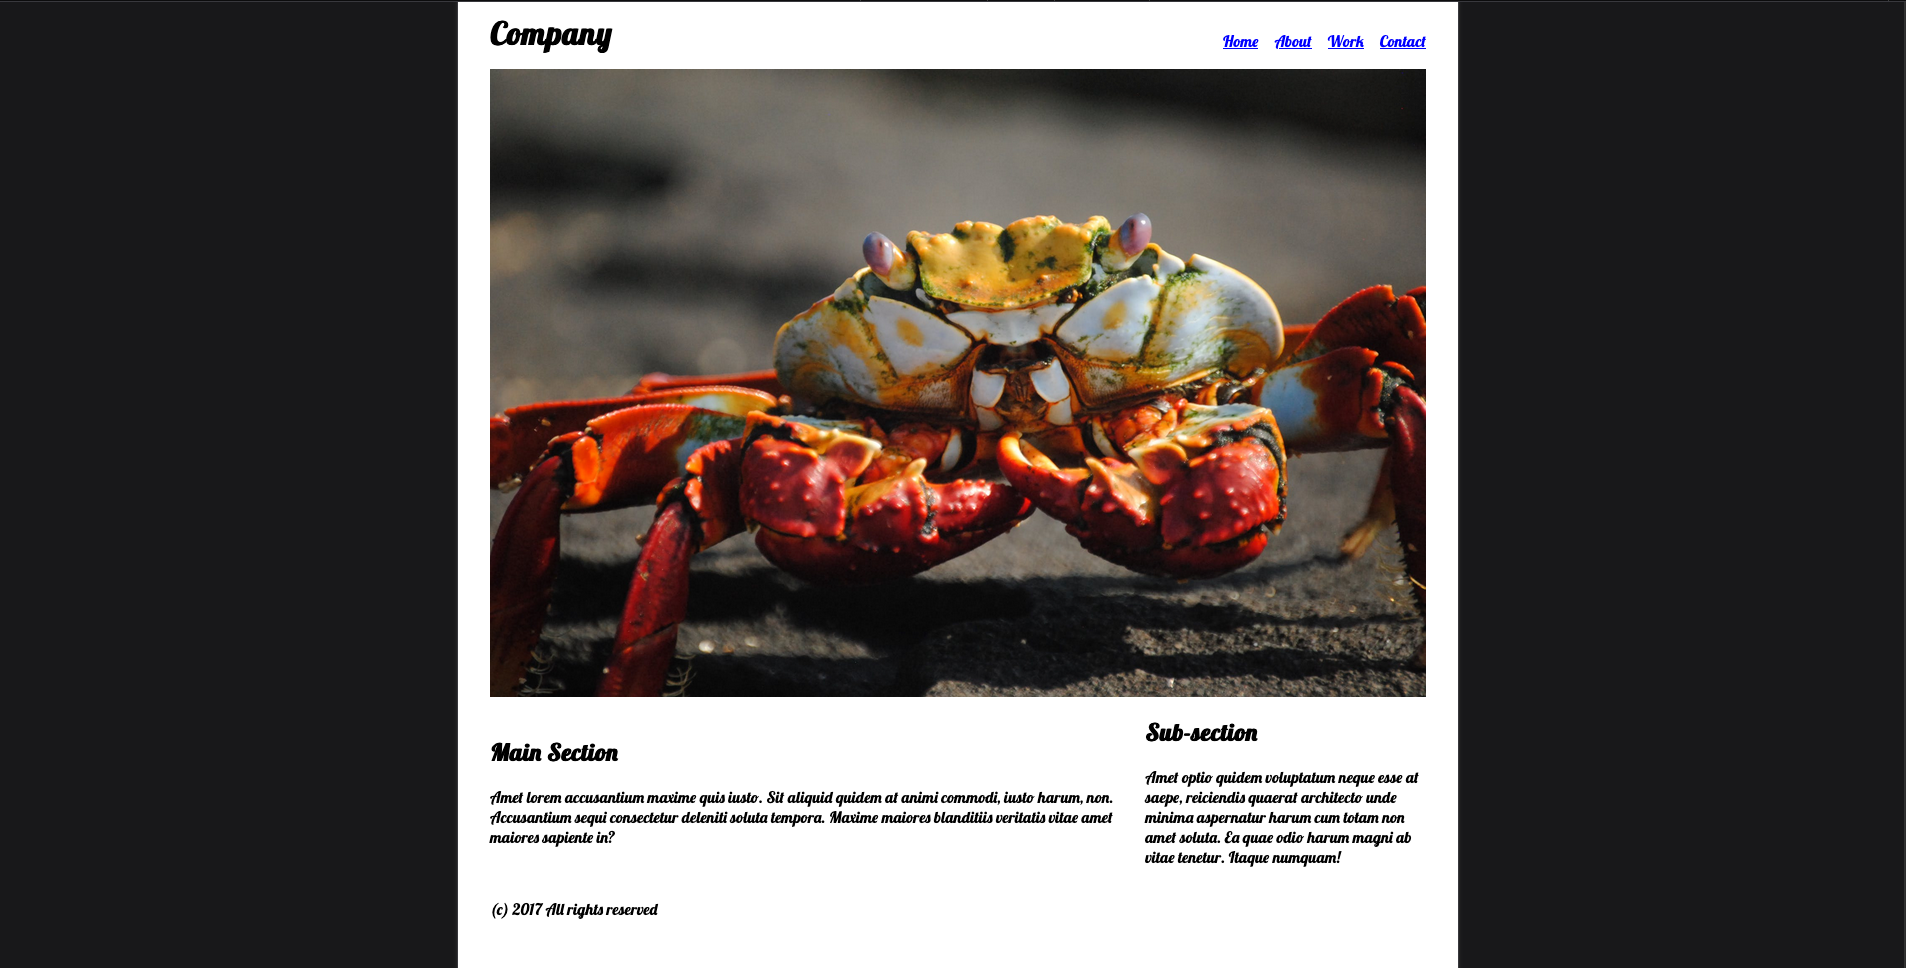 Company
Home About Work Contact
Main Section
Amet lorem accusantium maxime quis iusto. Sit aliquid quidem at animi commodi, iusto harum, non.
Accusantium sequi consectetur deleniti soluta tempora. Maxime maiores blanditiis veritatis vitae amet
maiores sapiente in?
Sub-section
Amet optio quidem voluptatum neque esse at
saepe, reiciendis quaerat architecto unde
minima aspernatur harum cum totam non
amet soluta. Ea quae odio harum magni ab
vitae tenetur. Itaque numquam!
(c) 2017 All rights reserved